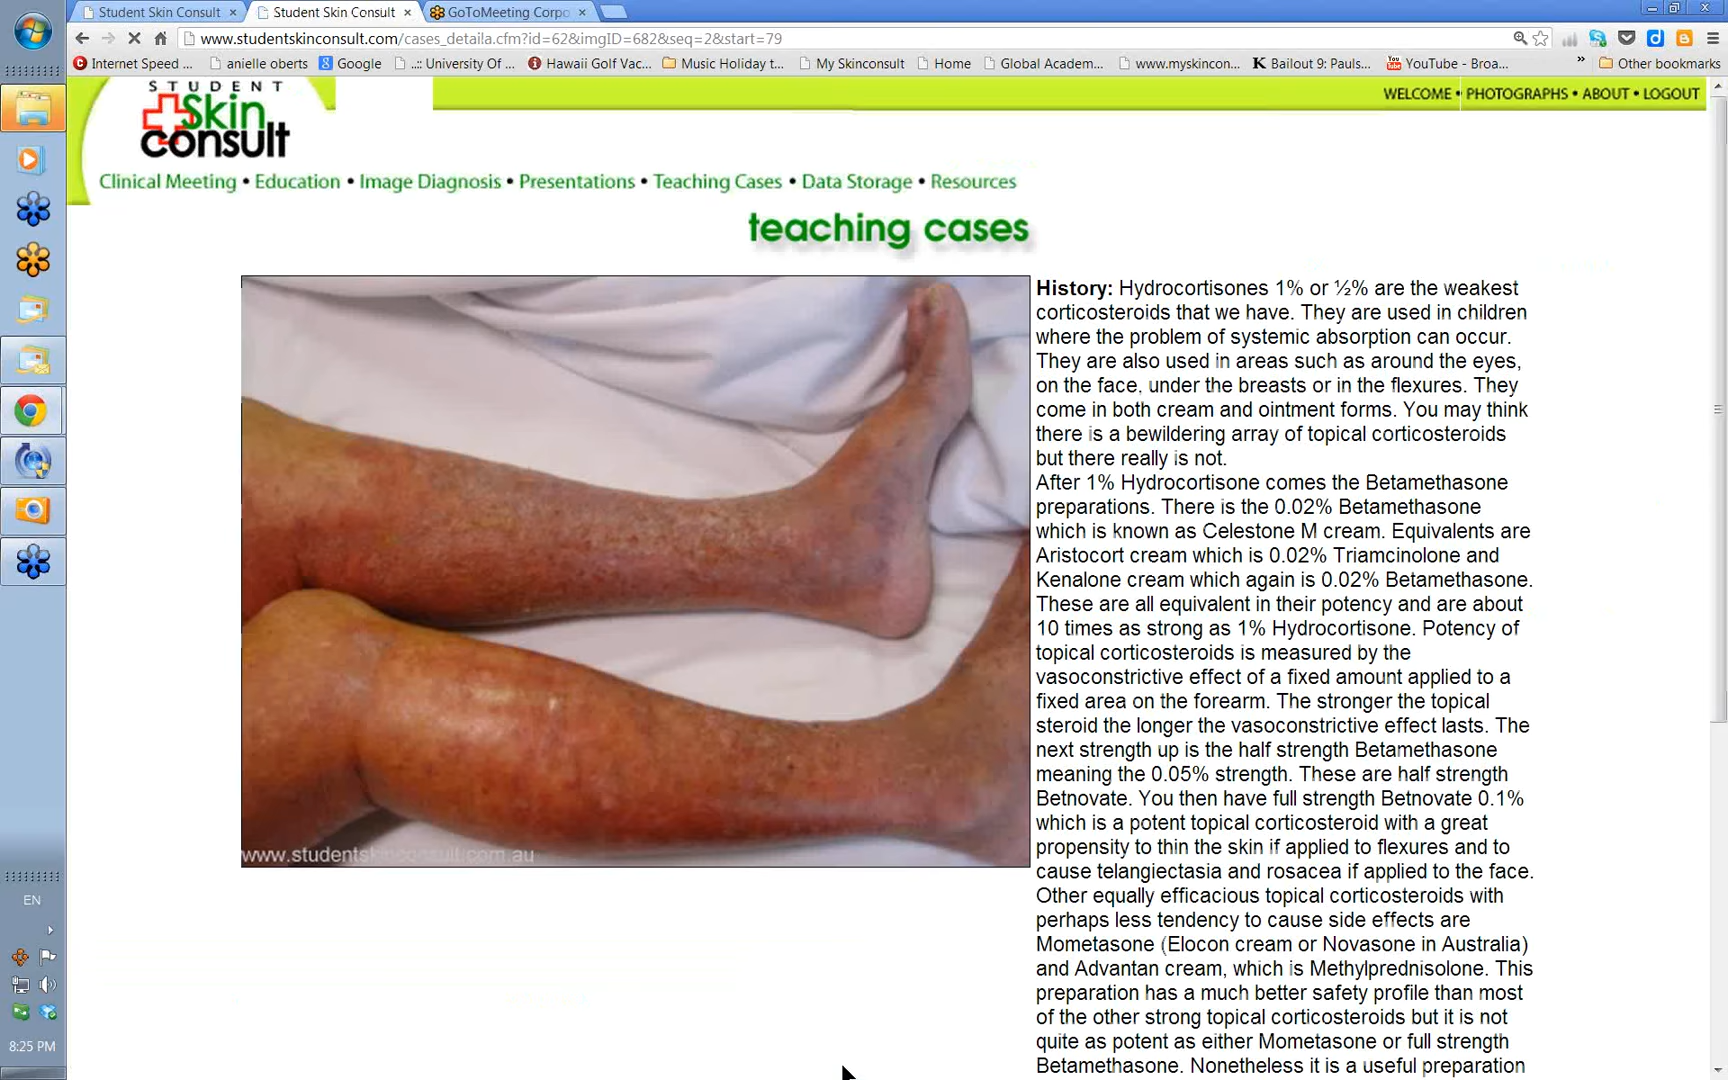 Student Skin Consult
Student Skin Consult
GoToMeeting Corpo
www.studentskinconsult.com/cases_detaila.cfm?id=62&imgID=682&seq=2&start=79
Internet Speed ...
anielle oberts
Google
..:: University Of ...
Hawaii Golf Vac...
Music Holiday t...
My Skinconsult
Home
Global Academ...
www.myskincon...
Bailout 9: Pauls...
YouTube - Broa...
»
Other bookmarks
STUDENT
Skin
consult
WELCOME • PHOTOGRAPHS • ABOUT • LOGOUT
Clinical Meeting • Education • Image Diagnosis • Presentations • Teaching Cases • Data Storage • Resources
teaching cases
www.studentskinconsult.com.au
History: Hydrocortisones 1% or ½% are the weakest
corticosteroids that we have. They are used in children
where the problem of systemic absorption can occur.
They are also used in areas such as around the eyes,
on the face, under the breasts or in the flexures. They
come in both cream and ointment forms. You may think
there is a bewildering array of topical corticosteroids
but there really is not.
After 1% Hydrocortisone comes the Betamethasone
preparations. There is the 0.02% Betamethasone
which is known as Celestone M cream. Equivalents are
Aristocort cream which is 0.02% Triamcinolone and
Kenalone cream which again is 0.02% Betamethasone.
These are all equivalent in their potency and are about
10 times as strong as 1% Hydrocortisone. Potency of
topical corticosteroids is measured by the
vasoconstrictive effect of a fixed amount applied to a
fixed area on the forearm. The stronger the topical
steroid the longer the vasoconstrictive effect lasts. The
next strength up is the half strength Betamethasone
meaning the 0.05% strength. These are half strength
Betnovate. You then have full strength Betnovate 0.1%
which is a potent topical corticosteroid with a great
propensity to thin the skin if applied to flexures and to
cause telangiectasia and rosacea if applied to the face.
Other equally efficacious topical corticosteroids with
perhaps less tendency to cause side effects are
Mometasone (Elocon cream or Novasone in Australia)
and Advantan cream, which is Methylprednisolone. This
preparation has a much better safety profile than most
of the other strong topical corticosteroids but it is not
quite as potent as either Mometasone or full strength
Betamethasone. Nonetheless it is a useful preparation
EN
8:25 PM